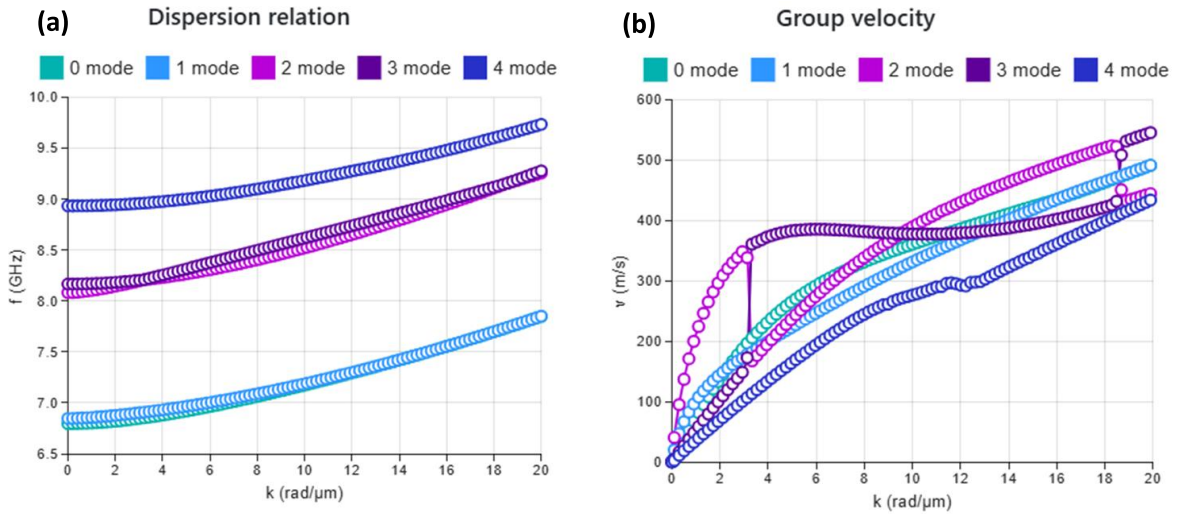 (a) Dispersion relation
0 mode 1 mode 2 mode 3 mode 4 mode
f (GHz)
10.0
9.5
9.0
8.5
8.0
7.5
7.0
6.5
0 2 4 6 8 10 12 14 16 18 20
k (rad/µm)
(b) Group velocity
0 mode 1 mode 2 mode 3 mode 4 mode
v (m/s)
600
500
400
300
200
100
0
0 2 4 6 8 10 12 14 16 18 20
k (rad/µm)